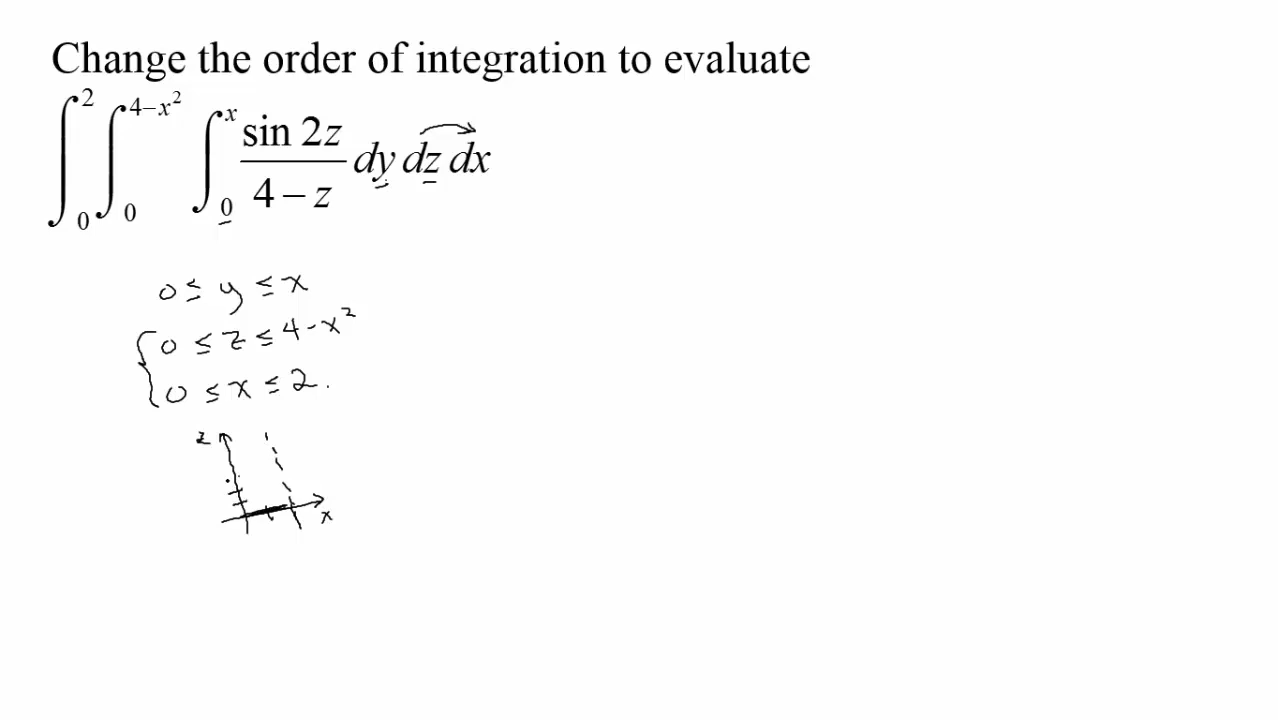 Change the order of integration to evaluate
∫₀² ∫₀^{4−x²} ∫₀^x (sin 2z)/(4 − z) dy dz dx
0 ≤ y ≤ x
0 ≤ z ≤ 4 - x²
0 ≤ x ≤ 2.
z
x